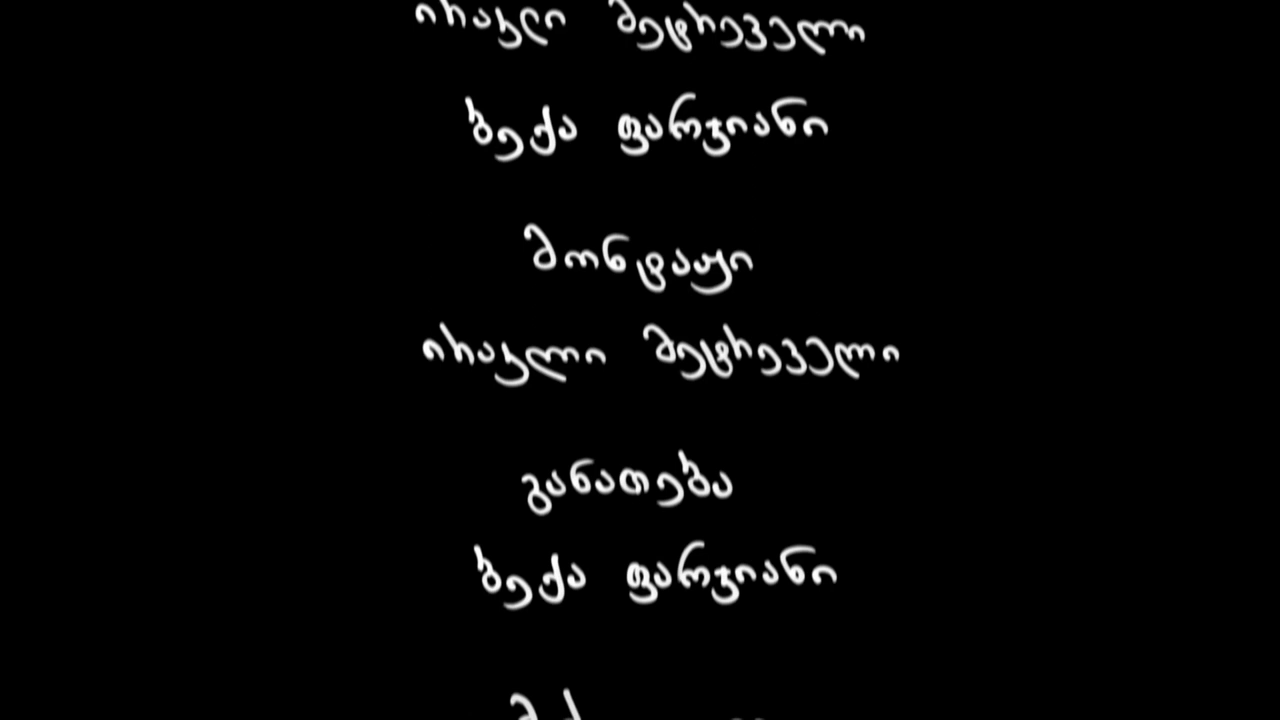 ირაკლი მეტრეველი
ბექა ფარჯიანი
მონტაჟი
ირაკლი მეტრეველი
განათება
ბექა ფარჯიანი